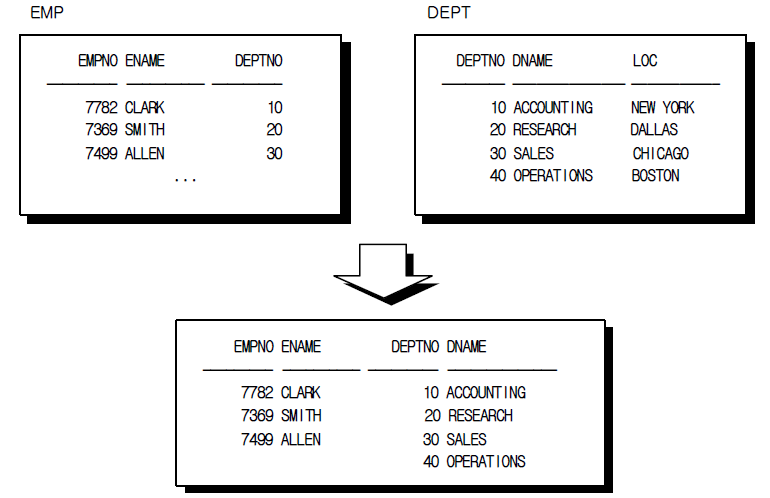 EMP
EMPNO ENAME DEPTNO
7782 CLARK 10
7369 SMITH 20
7499 ALLEN 30
...
DEPT
DEPTNO DNAME LOC
10 ACCOUNTING NEW YORK
20 RESEARCH DALLAS
30 SALES CHICAGO
40 OPERATIONS BOSTON
EMPNO ENAME DEPTNO DNAME
7782 CLARK 10 ACCOUNTING
7369 SMITH 20 RESEARCH
7499 ALLEN 30 SALES
40 OPERATIONS